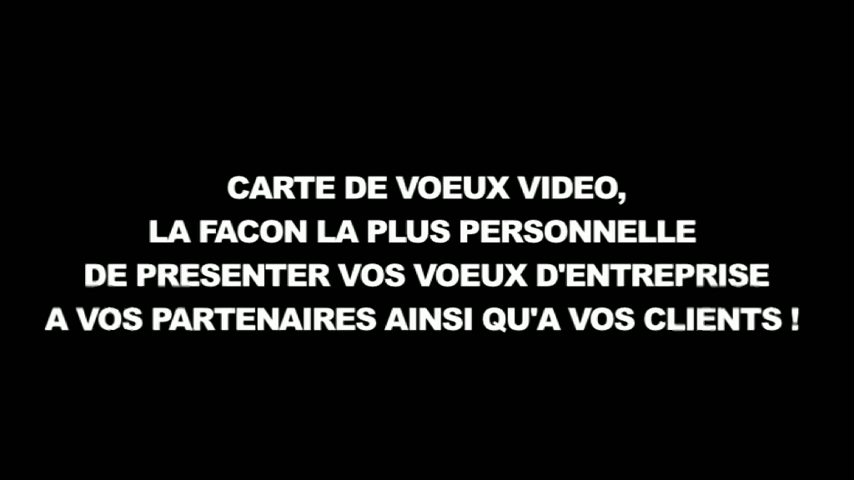 CARTE DE VOEUX VIDEO,
LA FACON LA PLUS PERSONNELLE
DE PRESENTER VOS VOEUX D'ENTREPRISE
A VOS PARTENAIRES AINSI QU'A VOS CLIENTS !